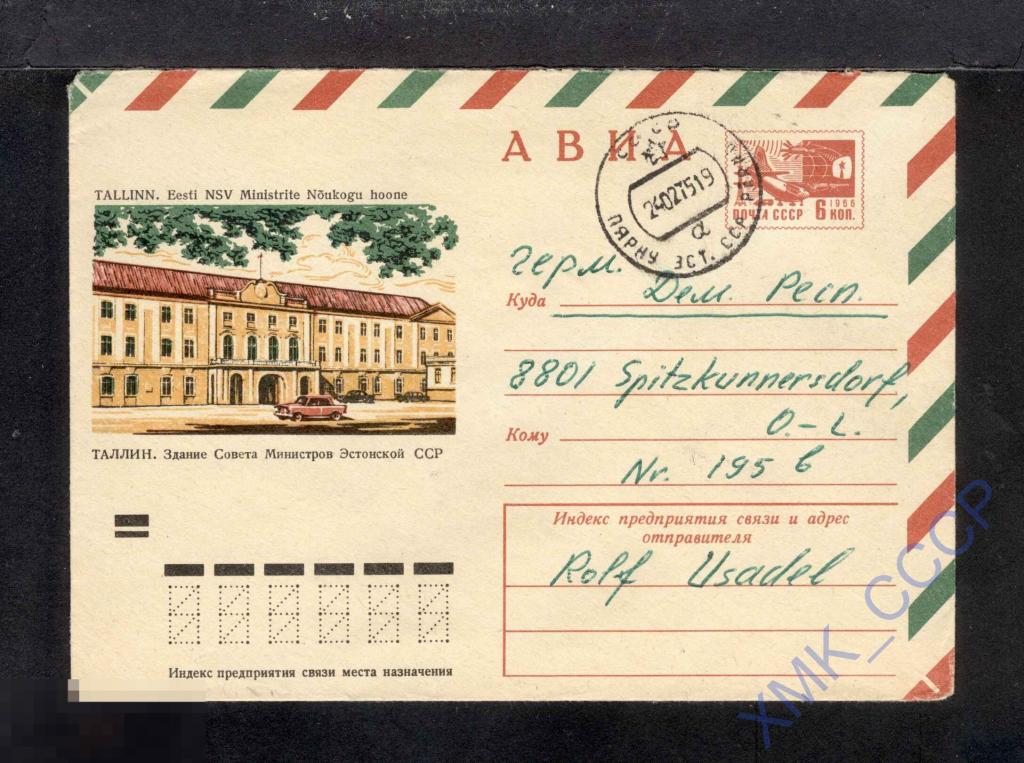 АВИА
TALLINN. Eesti NSV Ministrite Nõukogu hoone
СССР
24027519
ПЯРНУ ЭСТ. ССР PÄRNU
1966
ПОЧТА СССР 6 КОП.
Герм.
Куда Дем. Респ.
8801 Spitzkunnersdorf,
Кому O.-L.
Nr. 195 b
ТАЛЛИН. Здание Совета Министров Эстонской ССР
Индекс предприятия связи и адрес
отправителя
Rolf Usadel
Индекс предприятия связи места назначения
ХМК_СССР